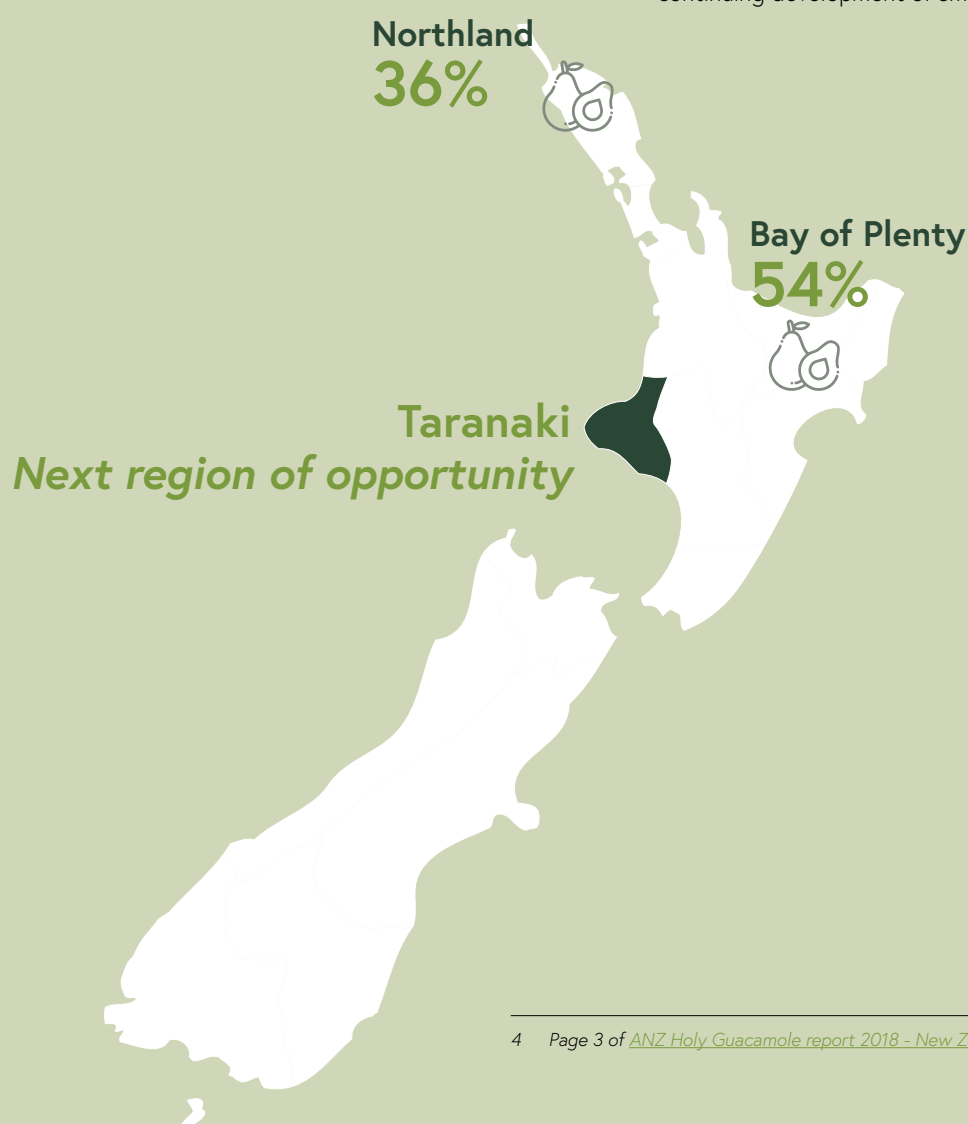 Northland
36%
Bay of Plenty
54%
Taranaki
Next region of opportunity
4 Page 3 of ANZ Holy Guacamole report 2018 - New